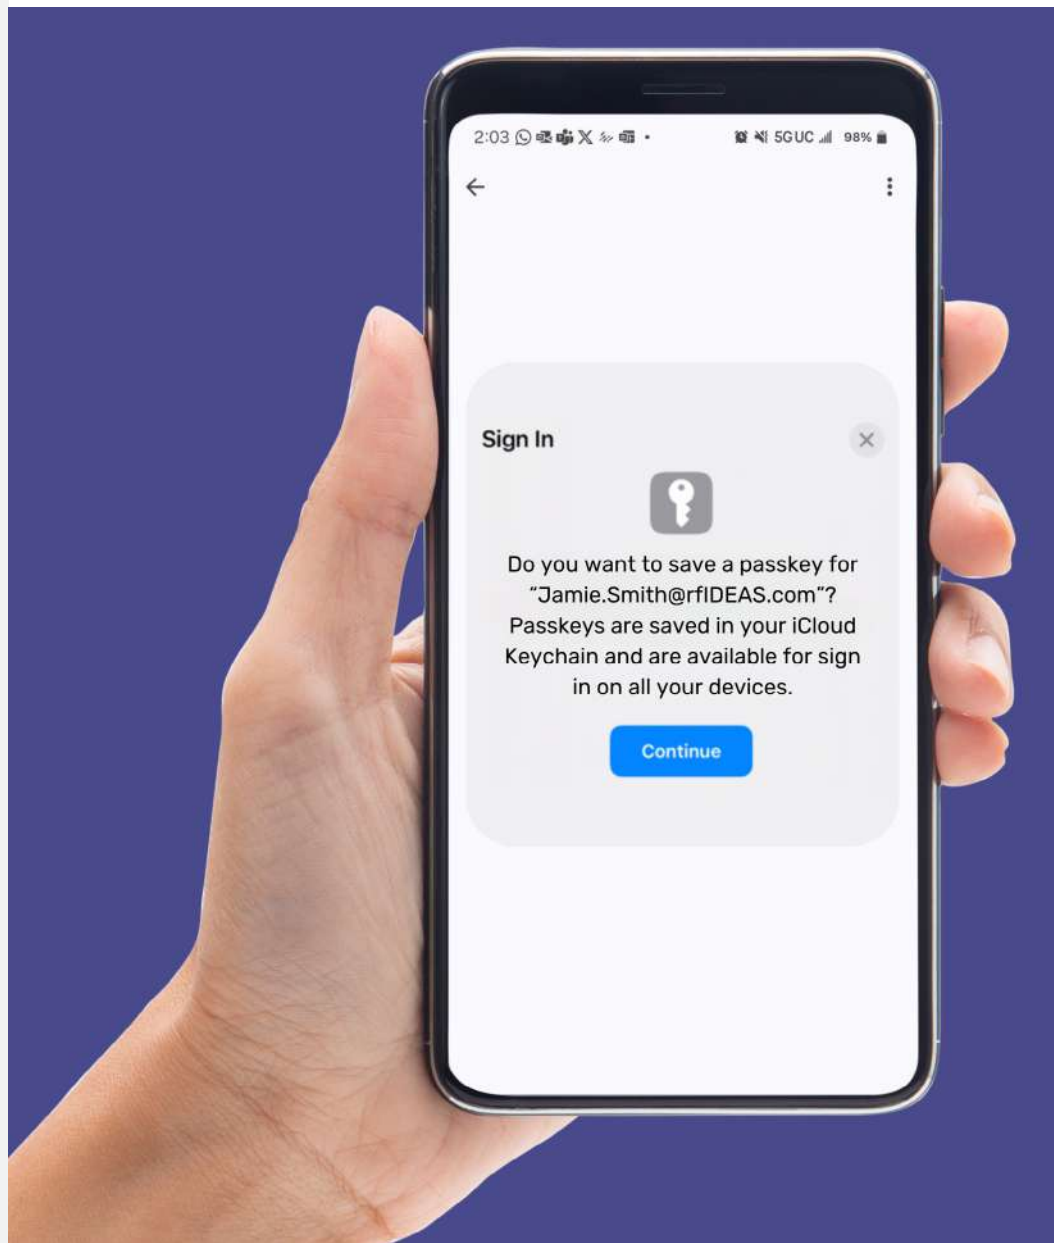 2:03 5GUC 98%
Sign In
Do you want to save a passkey for
“Jamie.Smith@rfIDEAS.com”?
Passkeys are saved in your iCloud
Keychain and are available for sign
in on all your devices.
Continue